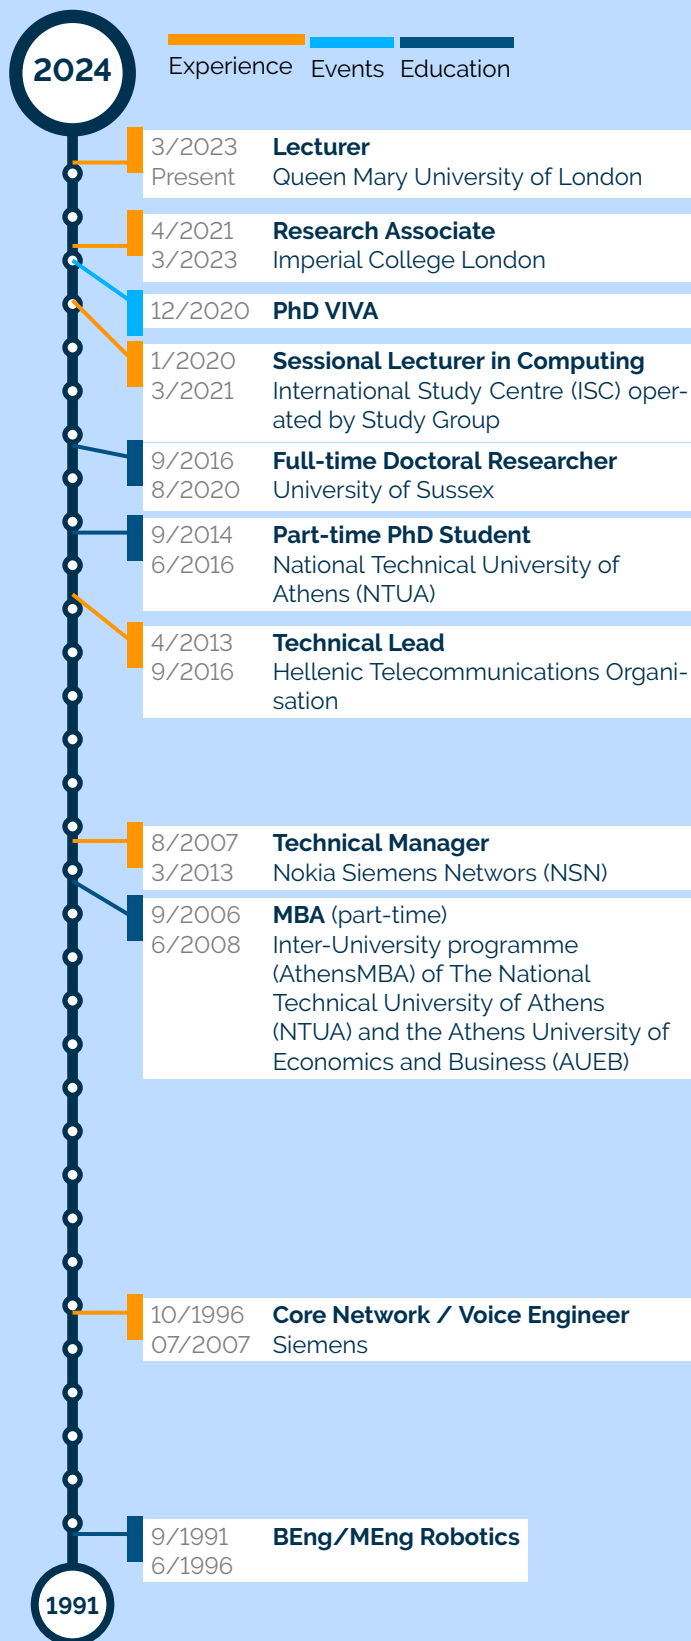 2024
Experience Events Education
3/2023 Lecturer
Present Queen Mary University of London
4/2021 Research Associate
3/2023 Imperial College London
12/2020 PhD VIVA
1/2020 Sessional Lecturer in Computing
3/2021 International Study Centre (ISC) oper-
ated by Study Group
9/2016 Full-time Doctoral Researcher
8/2020 University of Sussex
9/2014 Part-time PhD Student
6/2016 National Technical University of
Athens (NTUA)
4/2013 Technical Lead
9/2016 Hellenic Telecommunications Organi-
sation
8/2007 Technical Manager
3/2013 Nokia Siemens Networs (NSN)
9/2006 MBA (part-time)
6/2008 Inter-University programme
(AthensMBA) of The National
Technical University of Athens
(NTUA) and the Athens University of
Economics and Business (AUEB)
10/1996 Core Network / Voice Engineer
07/2007 Siemens
9/1991 BEng/MEng Robotics
6/1996
1991